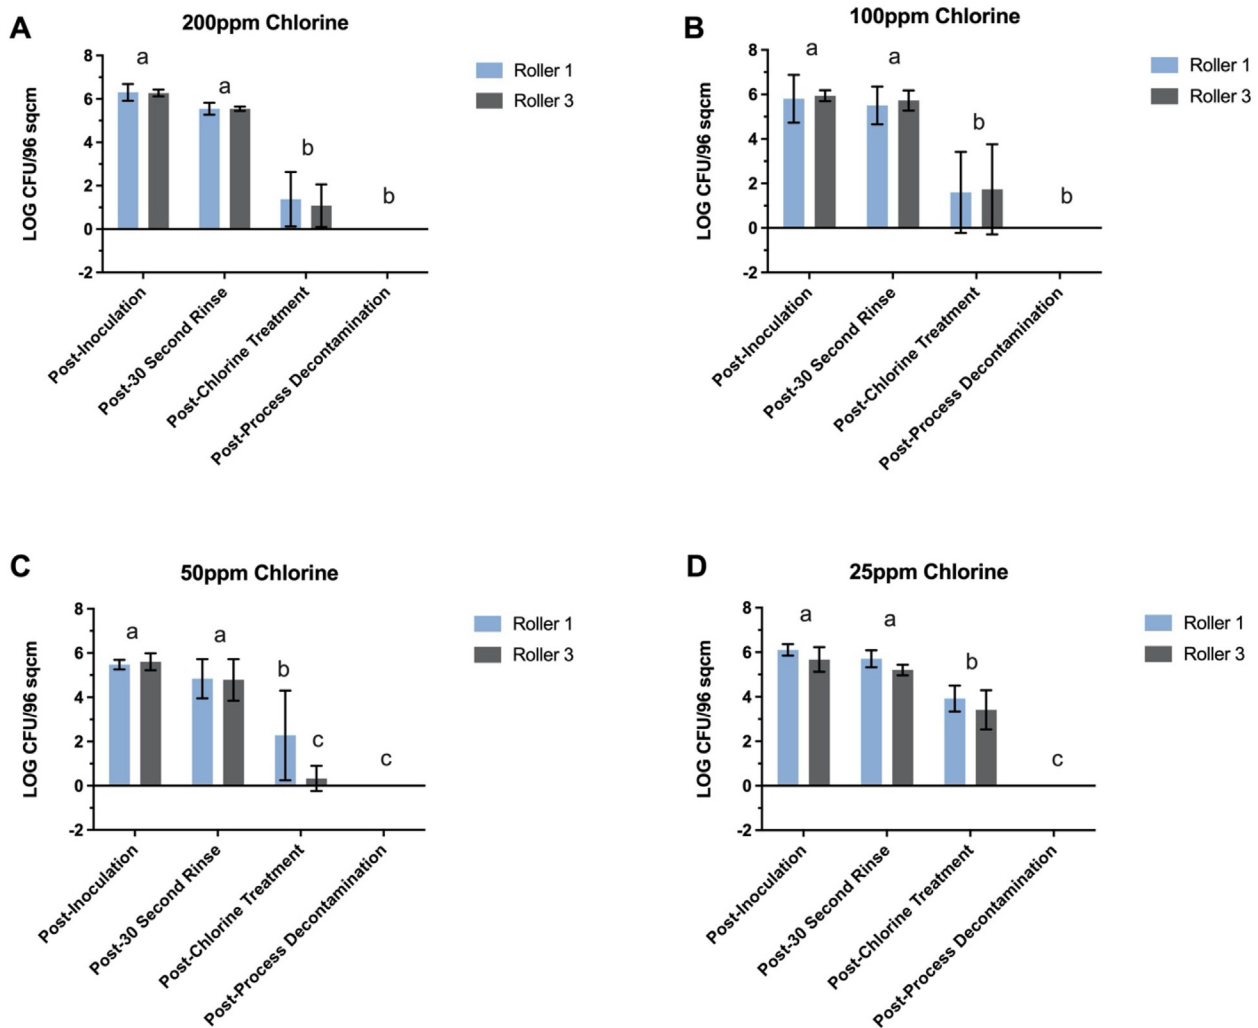 A
200ppm Chlorine
LOG CFU/96 sqcm
8
6
4
2
0
-2
a
a
b
b
Roller 1
Roller 3
Post-Inoculation
Post-30 Second Rinse
Post-Chlorine Treatment
Post-Process Decontamination
B
100ppm Chlorine
LOG CFU/96 sqcm
8
6
4
2
0
-2
a
a
b
b
Roller 1
Roller 3
Post-Inoculation
Post-30 Second Rinse
Post-Chlorine Treatment
Post-Process Decontamination
C
50ppm Chlorine
LOG CFU/96 sqcm
8
6
4
2
0
-2
a
a
b
c
c
Roller 1
Roller 3
Post-Inoculation
Post-30 Second Rinse
Post-Chlorine Treatment
Post-Process Decontamination
D
25ppm Chlorine
LOG CFU/96 sqcm
8
6
4
2
0
-2
a
a
b
c
Roller 1
Roller 3
Post-Inoculation
Post-30 Second Rinse
Post-Chlorine Treatment
Post-Process Decontamination